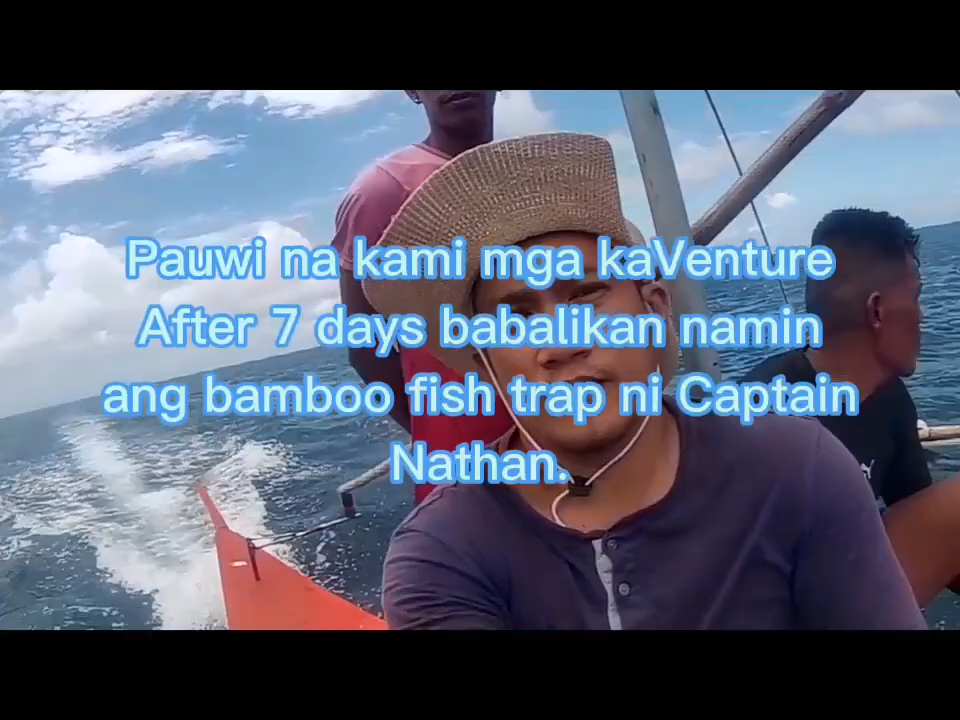 Pauwi na kami mga kaVenture
After 7 days babalikan namin
ang bamboo fish trap ni Captain
Nathan.